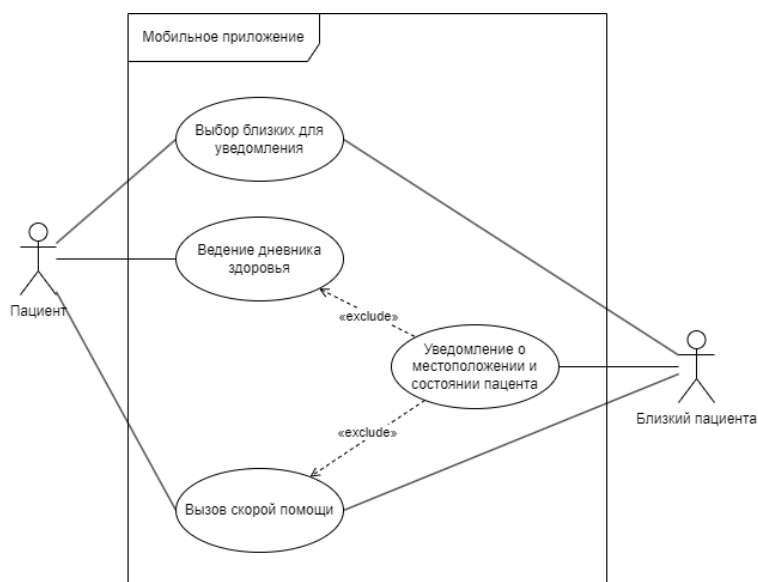 Мобильное приложение
Выбор близких для
уведомления
Ведение дневника
здоровья
Пациент
«exclude»
Уведомление о
местоположении и
состоянии пацента
Близкий пациента
«exclude»
Вызов скорой помощи